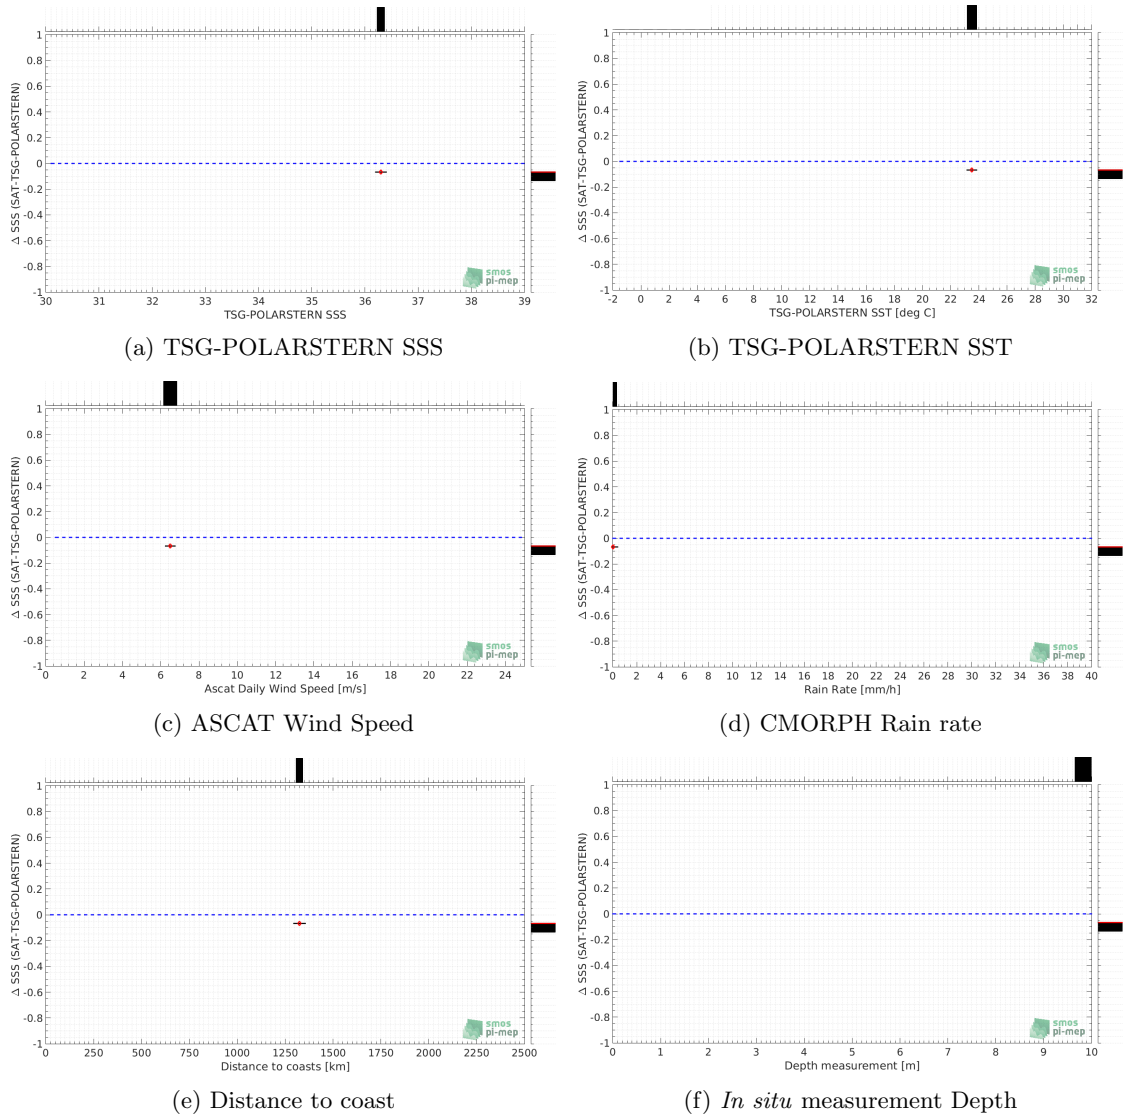 1
0.8
0.6
0.4
0.2
0
-0.2
-0.4
-0.6
-0.8
-1
Δ SSS (SAT-TSG-POLARSTERN)
30 31 32 33 34 35 36 37 38 39
TSG-POLARSTERN SSS
smos
pi-mep
(a) TSG-POLARSTERN SSS
1
0.8
0.6
0.4
0.2
0
-0.2
-0.4
-0.6
-0.8
-1
Δ SSS (SAT-TSG-POLARSTERN)
-2 0 2 4 6 8 10 12 14 16 18 20 22 24 26 28 30 32
TSG-POLARSTERN SST [deg C]
smos
pi-mep
(b) TSG-POLARSTERN SST
1
0.8
0.6
0.4
0.2
0
-0.2
-0.4
-0.6
-0.8
-1
Δ SSS (SAT-TSG-POLARSTERN)
0 2 4 6 8 10 12 14 16 18 20 22 24
Ascat Daily Wind Speed [m/s]
smos
pi-mep
(c) ASCAT Wind Speed
1
0.8
0.6
0.4
0.2
0
-0.2
-0.4
-0.6
-0.8
-1
Δ SSS (SAT-TSG-POLARSTERN)
0 2 4 6 8 10 12 14 16 18 20 22 24 26 28 30 32 34 36 38 40
Rain Rate [mm/h]
smos
pi-mep
(d) CMORPH Rain rate
1
0.8
0.6
0.4
0.2
0
-0.2
-0.4
-0.6
-0.8
-1
Δ SSS (SAT-TSG-POLARSTERN)
0 250 500 750 1000 1250 1500 1750 2000 2250 2500
Distance to coasts [km]
smos
pi-mep
(e) Distance to coast
1
0.8
0.6
0.4
0.2
0
-0.2
-0.4
-0.6
-0.8
-1
Δ SSS (SAT-TSG-POLARSTERN)
0 1 2 3 4 5 6 7 8 9 10
Depth measurement [m]
smos
pi-mep
(f) In situ measurement Depth